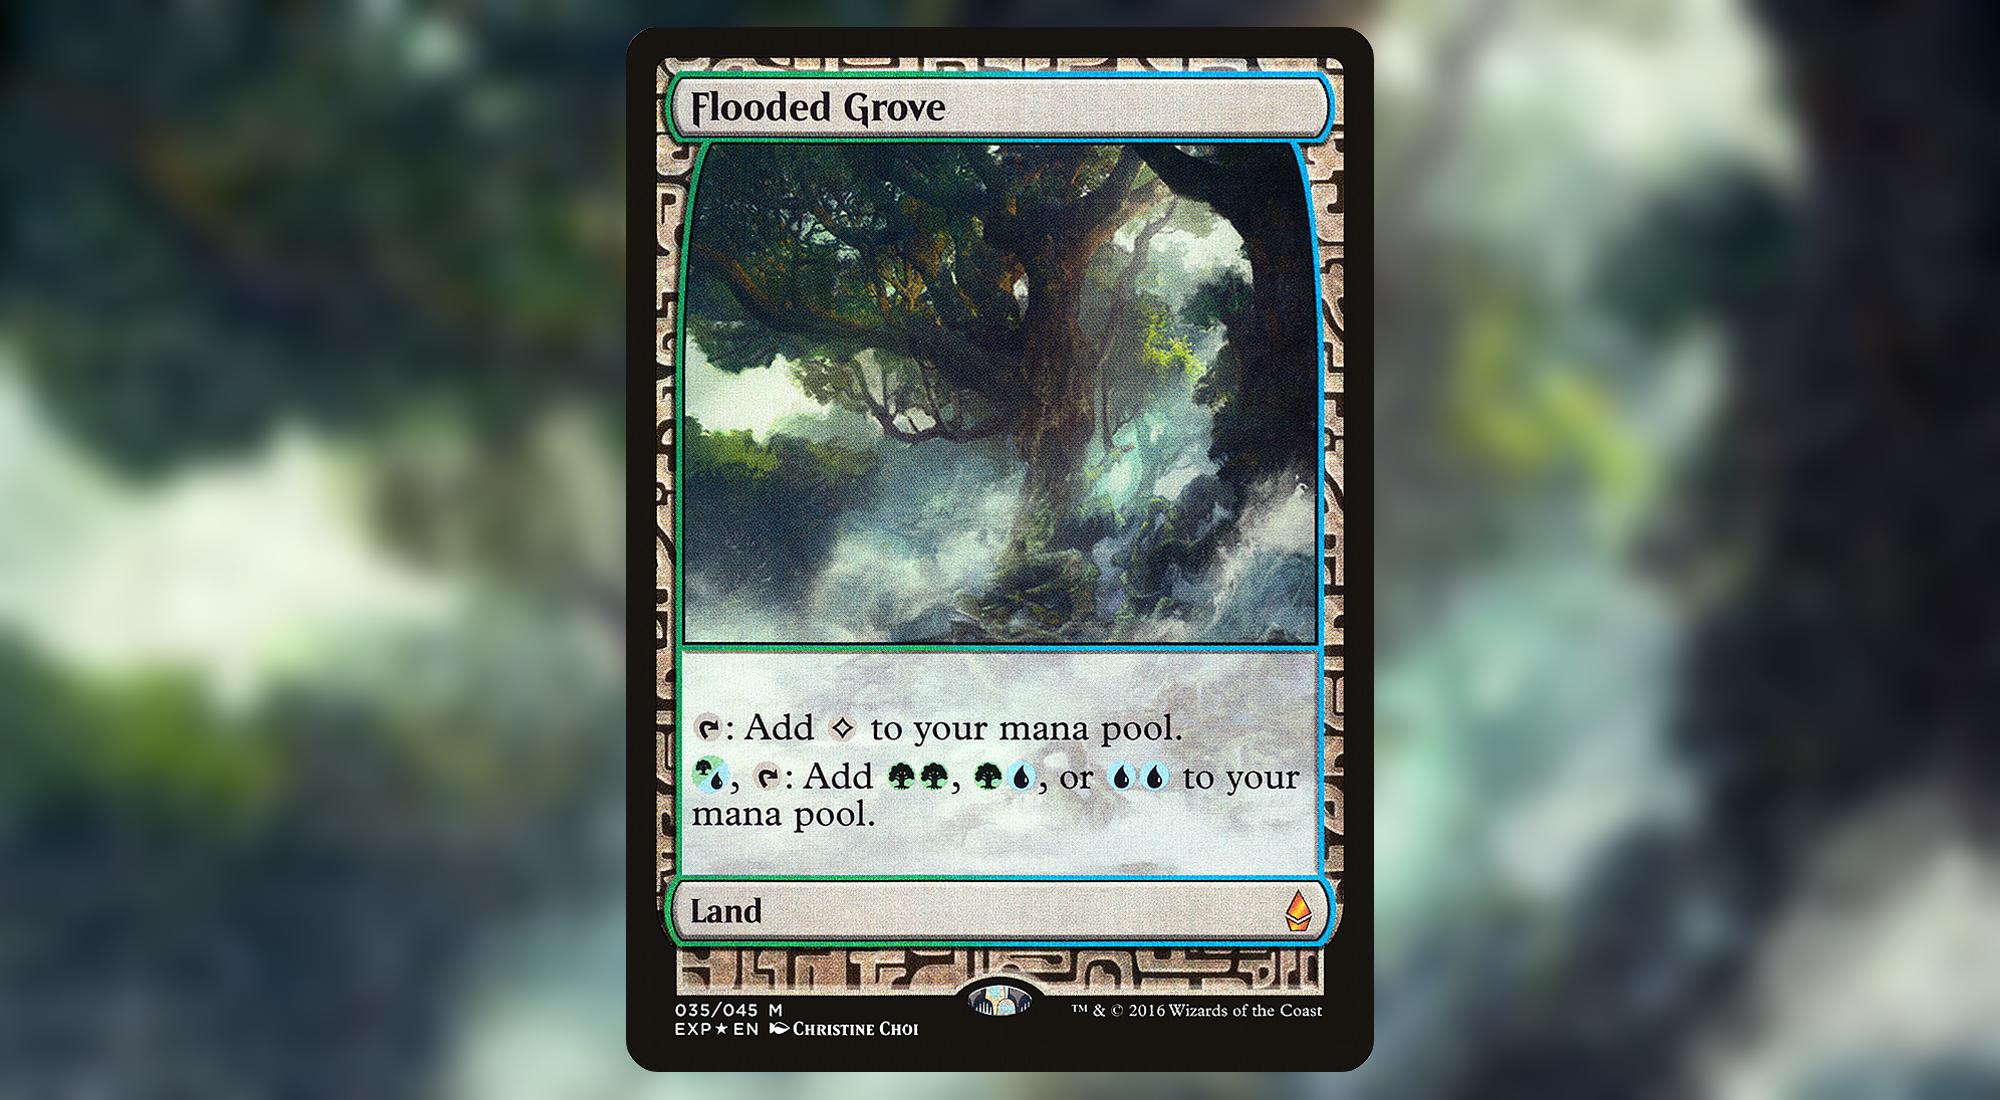 Flooded Grove
: Add to your mana pool.
, : Add , , or to your
mana pool.
Land
035/045 M
EXP★EN Christine Choi
™ & © 2016 Wizards of the Coast